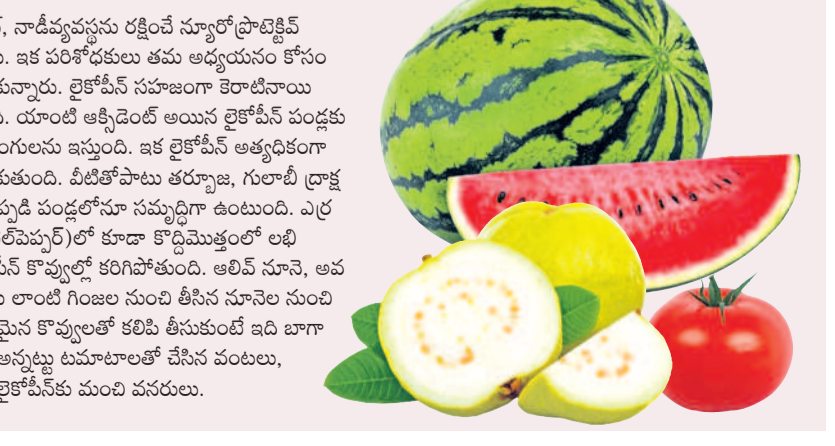 నాడీవ్యవస్థను రక్షించే న్యూరోప్రొటెక్టివ్
ఇక పరిశోధకులు తమ అధ్యయనం కోసం
కున్నారు. లైకోపీన్ సహజంగా కెరాటినాయి
యాంటి ఆక్సిడెంట్ అయిన లైకోపీన్ పండ్లకు
ంగులను ఇస్తుంది. ఇక లైకోపీన్ అత్యధికంగా
కుతుంది. వీటితోపాటు తర్బూజ, గులాబీ ద్రాక్ష
ప్పడి పండ్లలోనూ సమృద్ధిగా ఉంటుంది. ఎర్ర
ల్‌పెప్పర్)లో కూడా కొద్దిమొత్తంలో లభి
పీన్ కొవ్వుల్లో కరిగిపోతుంది. ఆలివ్ నూనె, అవ
లాంటి గింజల నుంచి తీసిన నూనెల నుంచి
మైన కొవ్వులతో కలిపి తీసుకుంటే ఇది బాగా
అన్నట్టు టమాటాలతో చేసిన వంటలు,
లైకోపీన్‌కు మంచి వనరులు.